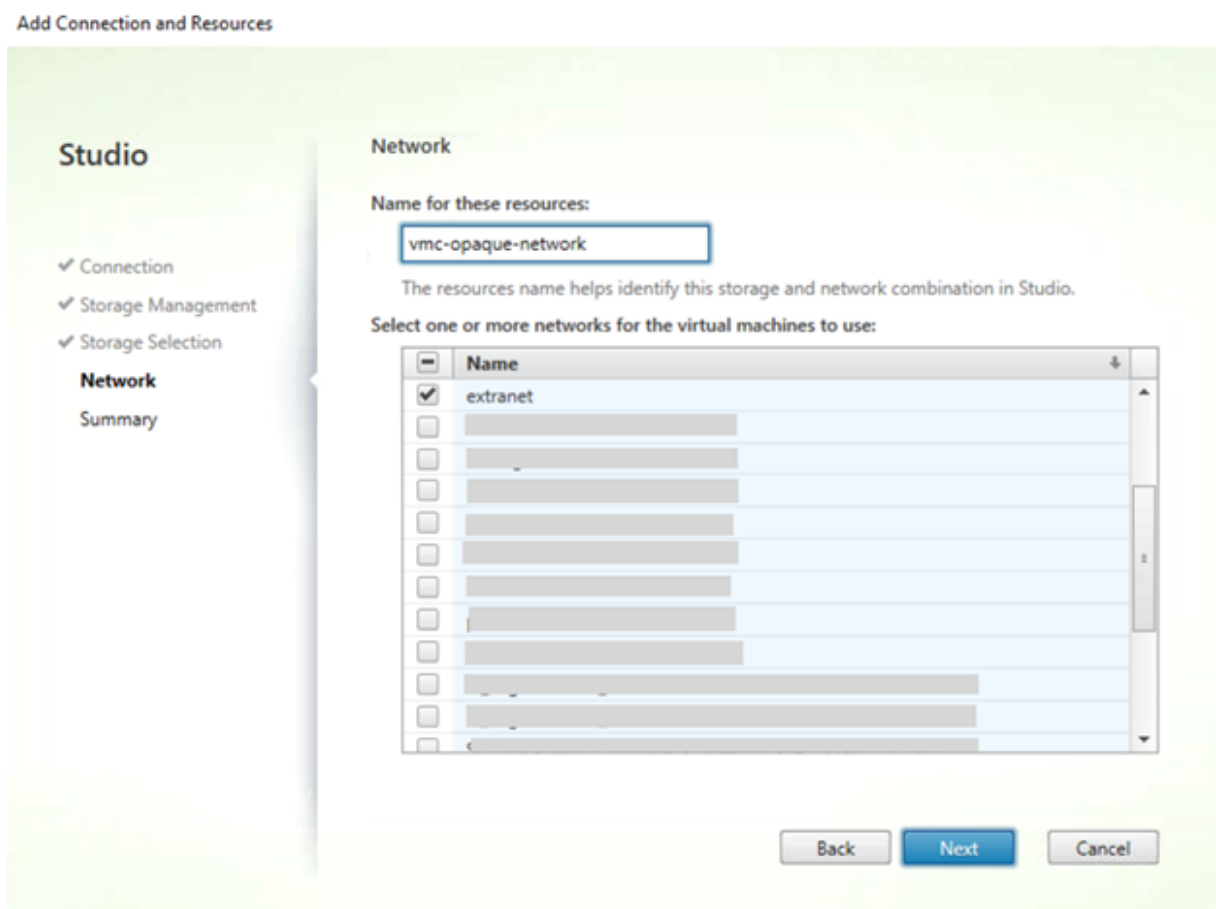 Add Connection and Resources
Studio
Connection
Storage Management
Storage Selection
Network
Summary
Network
Name for these resources:
vmc-opaque-network
The resources name helps identify this storage and network combination in Studio.
Select one or more networks for the virtual machines to use:
Name
extranet
Back
Next
Cancel